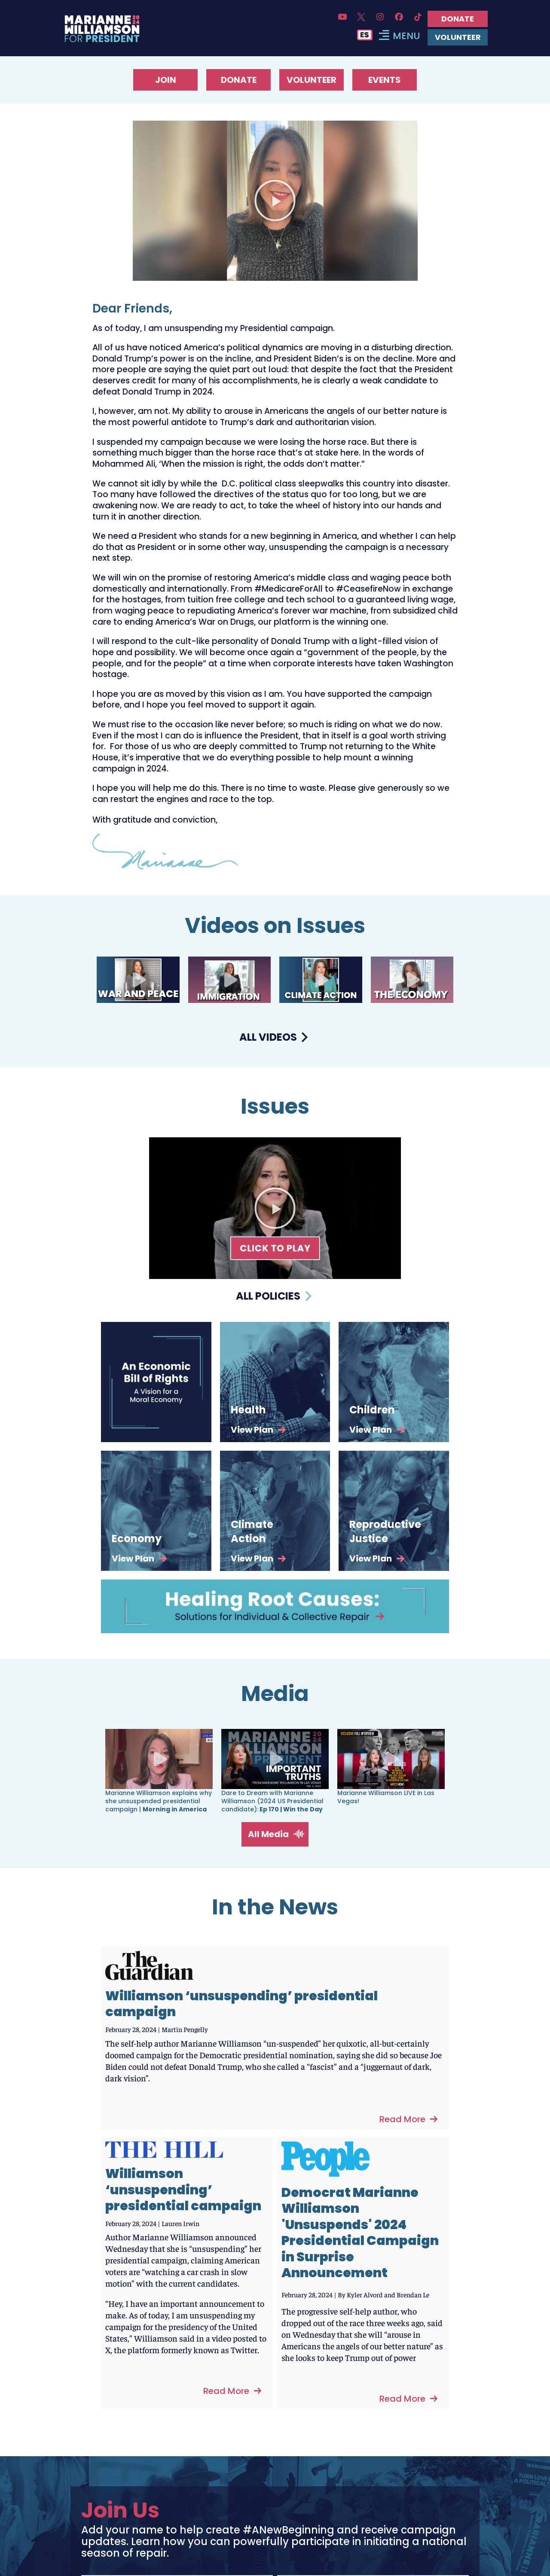 MARIANNE 2024
WILLIAMSON
FOR PRESIDENT
DONATE
ES
MENU
VOLUNTEER
JOIN
DONATE
VOLUNTEER
EVENTS
Dear Friends,
As of today, I am unsuspending my Presidential campaign.
All of us have noticed America’s political dynamics are moving in a disturbing direction.
Donald Trump’s power is on the incline, and President Biden’s is on the decline. More and
more people are saying the quiet part out loud: that despite the fact that the President
deserves credit for many of his accomplishments, he is clearly a weak candidate to
defeat Donald Trump in 2024.
I, however, am not. My ability to arouse in Americans the angels of our better nature is
the most powerful antidote to Trump’s dark and authoritarian vision.
I suspended my campaign because we were losing the horse race. But there is
something much bigger than the horse race that’s at stake here. In the words of
Mohammed Ali, ‘When the mission is right, the odds don’t matter.”
We cannot sit idly by while the  D.C. political class sleepwalks this country into disaster.
Too many have followed the directives of the status quo for too long, but we are
awakening now. We are ready to act, to take the wheel of history into our hands and
turn it in another direction.
We need a President who stands for a new beginning in America, and whether I can help
do that as President or in some other way, unsuspending the campaign is a necessary
next step.
We will win on the promise of restoring America’s middle class and waging peace both
domestically and internationally. From #MedicareForAll to #CeasefireNow in exchange
for the hostages, from tuition free college and tech school to a guaranteed living wage,
from waging peace to repudiating America’s forever war machine, from subsidized child
care to ending America’s War on Drugs, our platform is the winning one.
I will respond to the cult-like personality of Donald Trump with a light-filled vision of
hope and possibility. We will become once again a “government of the people, by the
people, and for the people” at a time when corporate interests have taken Washington
hostage.
I hope you are as moved by this vision as I am. You have supported the campaign
before, and I hope you feel moved to support it again.
We must rise to the occasion like never before; so much is riding on what we do now.
Even if the most I can do is influence the President, that in itself is a goal worth striving
for.  For those of us who are deeply committed to Trump not returning to the White
House, it’s imperative that we do everything possible to help mount a winning
campaign in 2024.
I hope you will help me do this. There is no time to waste. Please give generously so we
can restart the engines and race to the top.
With gratitude and conviction,
Marianne
Videos on Issues
WAR AND PEACE
IMMIGRATION
CLIMATE ACTION
THE ECONOMY
ALL VIDEOS
Issues
CLICK TO PLAY
ALL POLICIES
An Economic
Bill of Rights
A Vision for a
Moral Economy
Health
View Plan
Children
View Plan
Economy
View Plan
Climate
Action
View Plan
Reproductive
Justice
View Plan
Healing Root Causes:
Solutions for Individual & Collective Repair
Media
MARIANNE
WILLIAMSON
PRESIDENT
IMPORTANT
TRUTHS
Marianne Williamson explains why
she unsuspended presidential
campaign | Morning in America
Dare to Dream with Marianne
Williamson (2024 US Presidential
candidate): Ep 170 | Win the Day
Marianne Williamson LIVE in Las
Vegas!
All Media
In the News
The
Guardian
Williamson ‘unsuspending’ presidential
campaign
February 28, 2024 | Martin Pengelly
The self-help author Marianne Williamson “un-suspended” her quixotic, all-but-certainly
doomed campaign for the Democratic presidential nomination, saying she did so because Joe
Biden could not defeat Donald Trump, who she called a “fascist” and a “juggernaut of dark,
dark vision”.
Read More
THE HILL
Williamson
‘unsuspending’
presidential campaign
February 28, 2024 | Lauren Irwin
Author Marianne Williamson announced
Wednesday that she is “unsuspending” her
presidential campaign, claiming American
voters are “watching a car crash in slow
motion” with the current candidates.
“Hey, I have an important announcement to
make. As of today, I am unsuspending my
campaign for the presidency of the United
States,” Williamson said in a video posted to
X, the platform formerly known as Twitter.
Read More
People
Democrat Marianne
Williamson
'Unsuspends' 2024
Presidential Campaign
in Surprise
Announcement
February 28, 2024 | By Kyler Alvord and Brendan Le
The progressive self-help author, who
dropped out of the race three weeks ago, said
on Wednesday that she will “arouse in
Americans the angels of our better nature” as
she looks to keep Trump out of power
Read More
Join Us
Add your name to help create #ANewBeginning and receive campaign
updates. Learn how you can powerfully participate in initiating a national
season of repair.